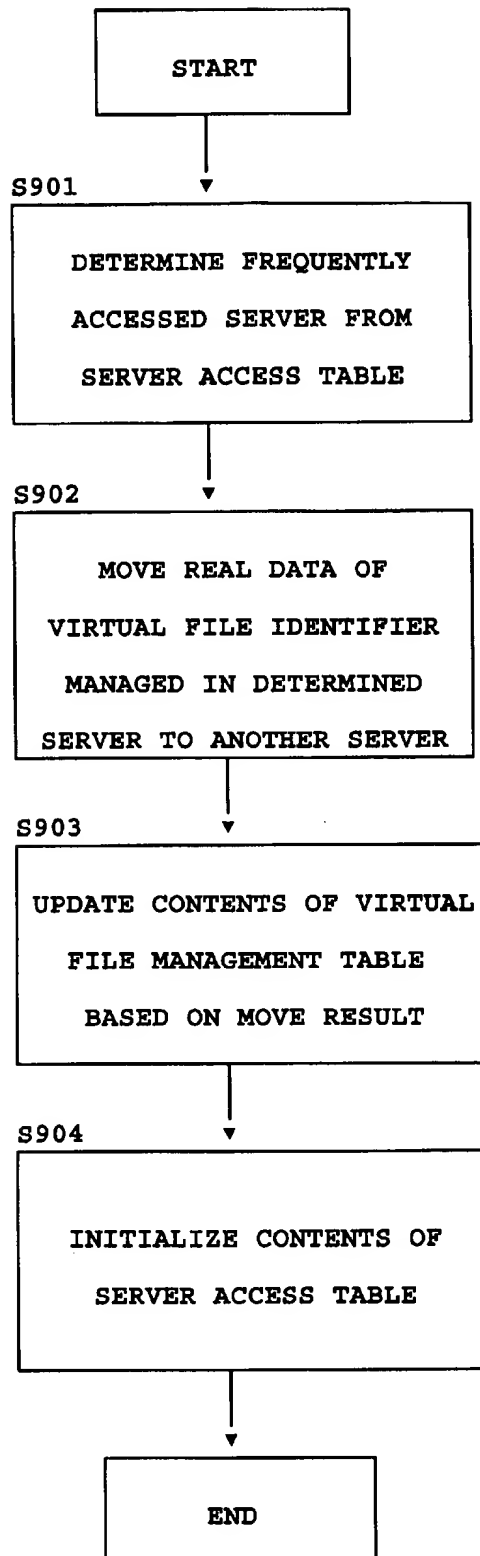 START
S901
DETERMINE FREQUENTLY
ACCESSED SERVER FROM
SERVER ACCESS TABLE
S902
MOVE REAL DATA OF
VIRTUAL FILE IDENTIFIER
MANAGED IN DETERMINED
SERVER TO ANOTHER SERVER
S903
UPDATE CONTENTS OF VIRTUAL
FILE MANAGEMENT TABLE
BASED ON MOVE RESULT
S904
INITIALIZE CONTENTS OF
SERVER ACCESS TABLE
END